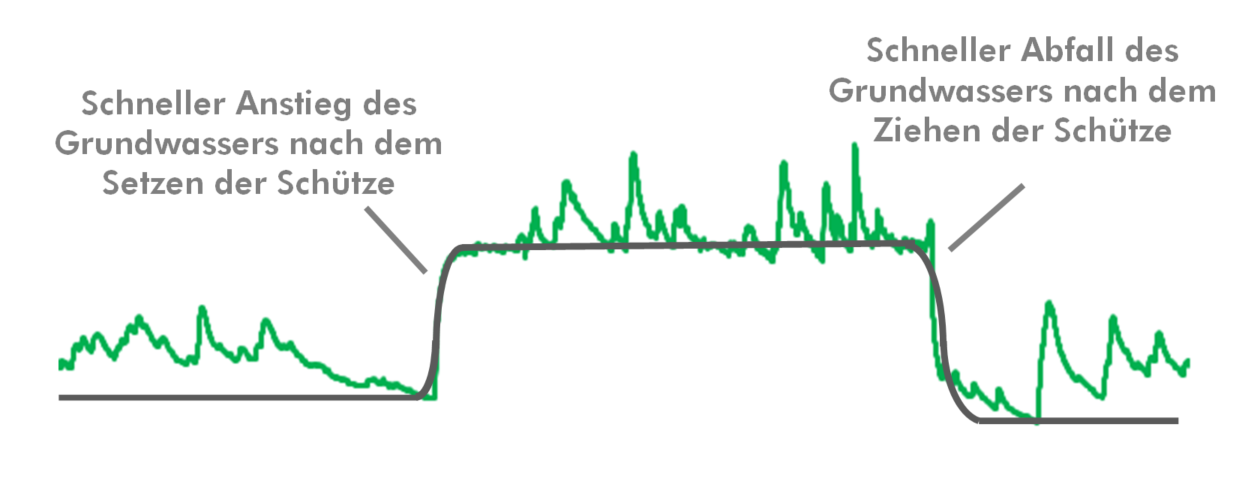 Schneller Anstieg des
Grundwassers nach dem
Setzen der Schütze
Schneller Abfall des
Grundwassers nach dem
Ziehen der Schütze